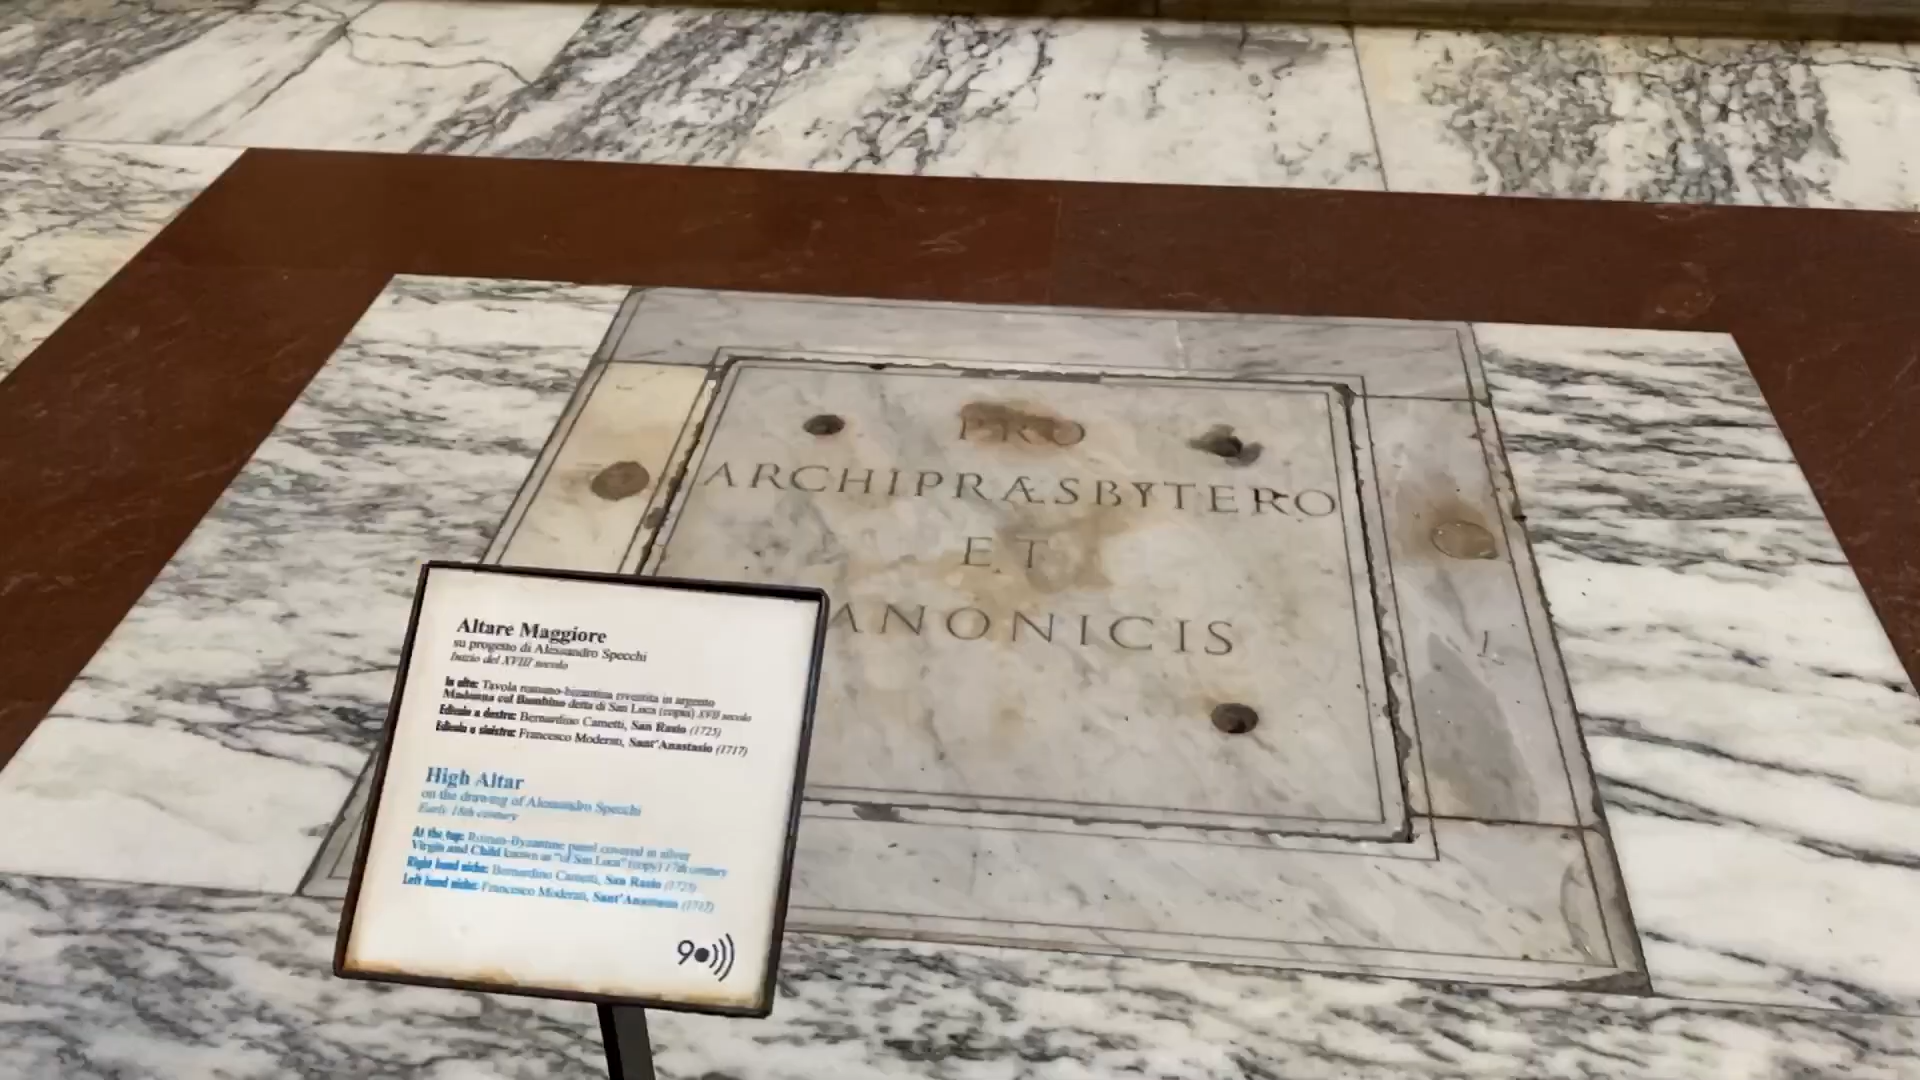 PRO
ARCHIPRÆSBYTERO
ET
ANONICIS
Altare Maggiore
su progetto di Alessandro Specchi
Inizio del XVIII secolo
In alto: Tavola romano-bizantina rivestita in argento
Madonna col Bambino detta di San Luca (copia) XVII secolo
Edicola a destra: Bernardino Cametti, San Rasio (1725)
Edicola a sinistra: Francesco Moderati, Sant'Anastasio (1717)
High Altar
on the drawing of Alessandro Specchi
Early 18th century
At the top: Roman-Byzantine panel covered in silver
Virgin and Child known as "of San Luca" (copy) 17th century
Right hand niche: Bernardino Cametti, San Rasio (1725)
Left hand niche: Francesco Moderati, Sant'Anastasio (1717)
9